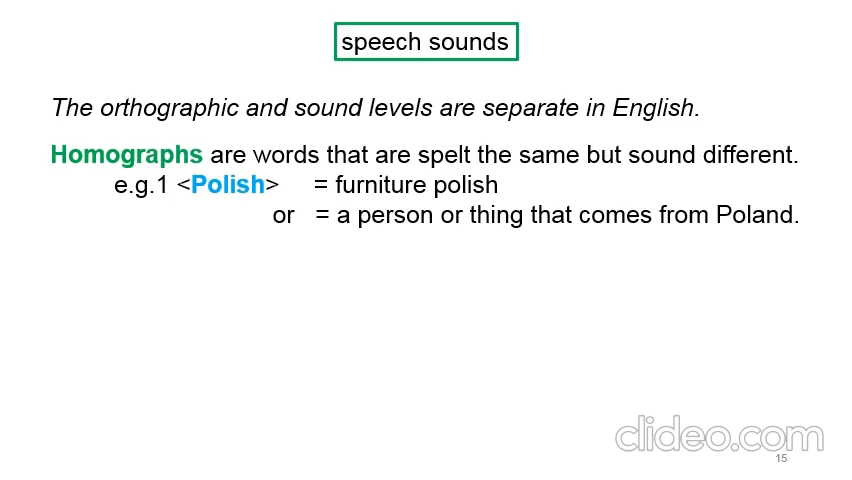 speech sounds
The orthographic and sound levels are separate in English.
Homographs are words that are spelt the same but sound different.
e.g.1 <Polish> = furniture polish
or = a person or thing that comes from Poland.
clideo.com
15